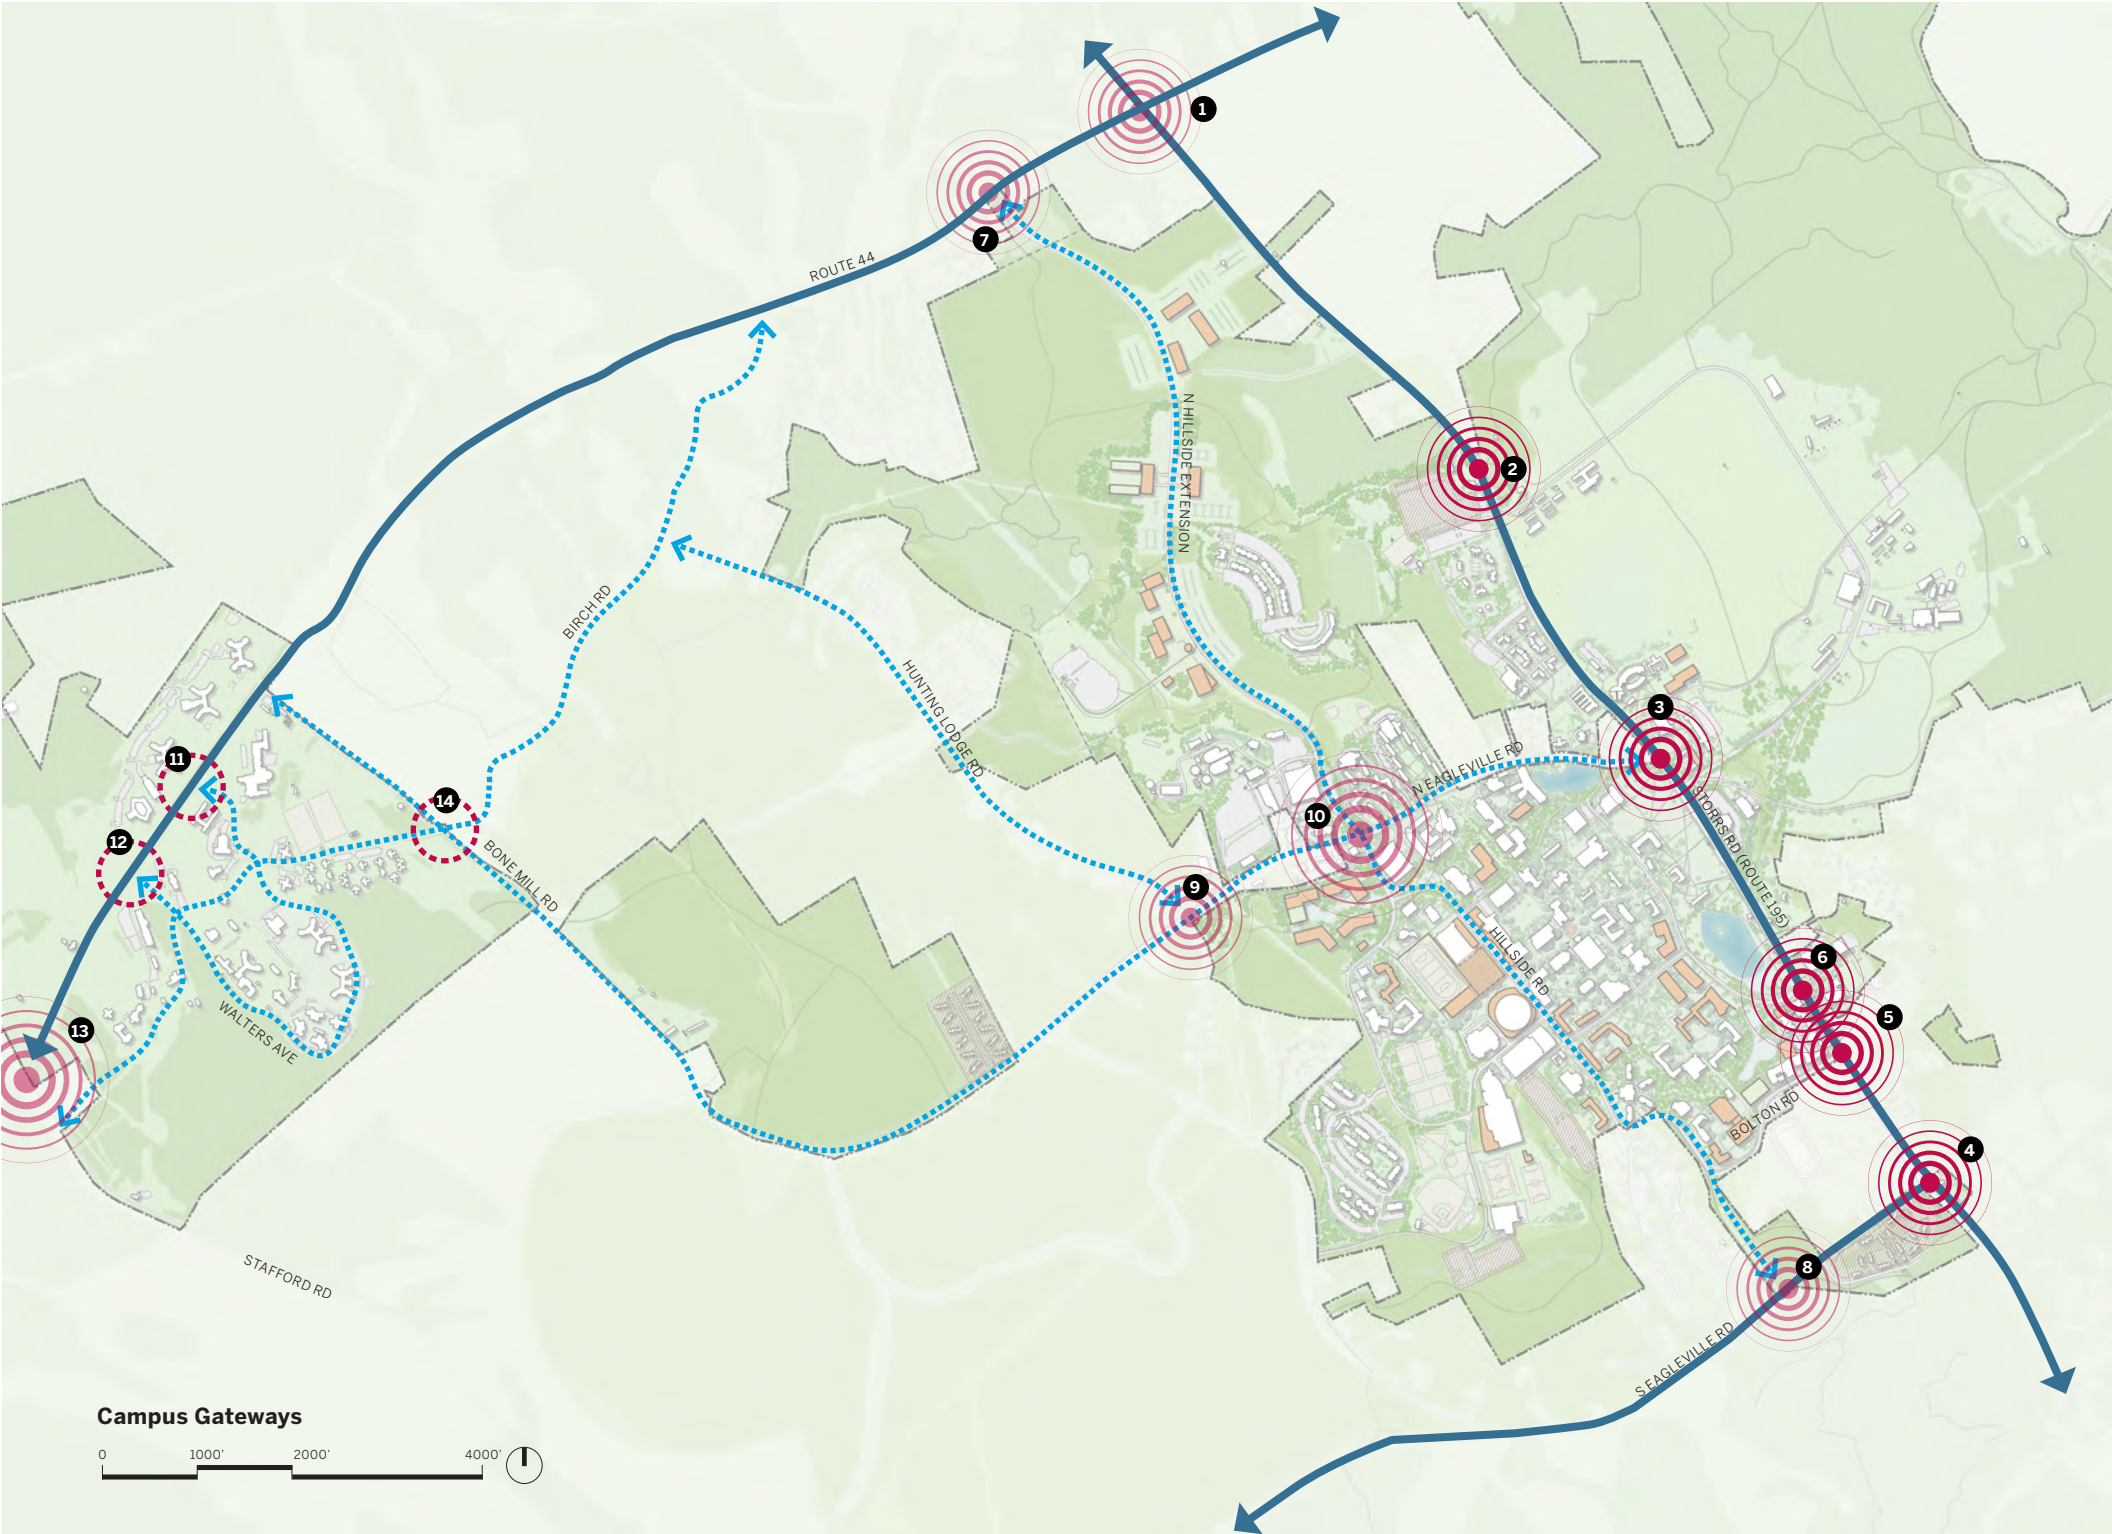 1
7
ROUTE 44
N HILLSIDE EXTENSION
2
BIRCH RD
HUNTING LODGE RD
3
11
14
N EAGLEVILLE RD
10
12
BONE MILL RD
STORRS RD (ROUTE 195)
9
HILLSIDE RD
6
5
13
WALTERS AVE
BOLTON RD
4
STAFFORD RD
8
S EAGLEVILLE RD
Campus Gateways
0 1000' 2000' 4000'